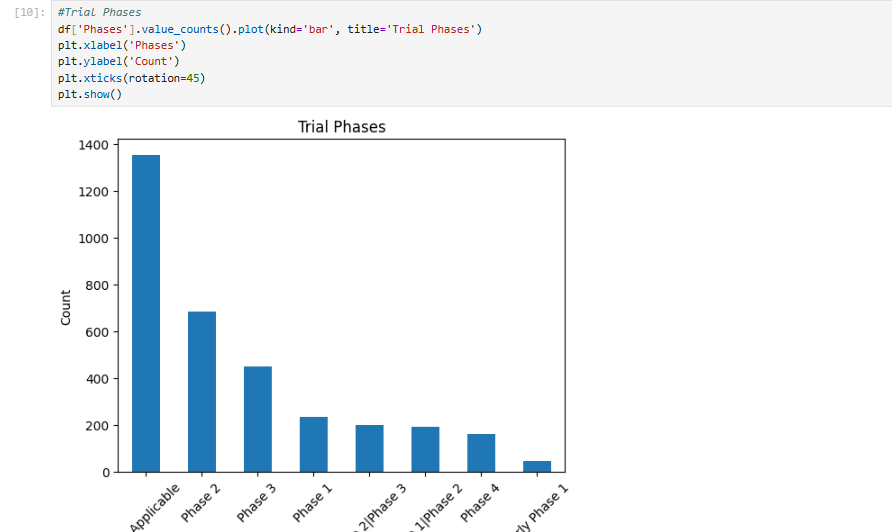 [10]: #Trial Phases
df['Phases'].value_counts().plot(kind='bar', title='Trial Phases')
plt.xlabel('Phases')
plt.ylabel('Count')
plt.xticks(rotation=45)
plt.show()
Trial Phases
1400
1200
1000
800
600
400
200
0
Count
Applicable
Phase 2
Phase 3
Phase 1
2|Phase 3
1|Phase 2
Phase 4
Phase 1